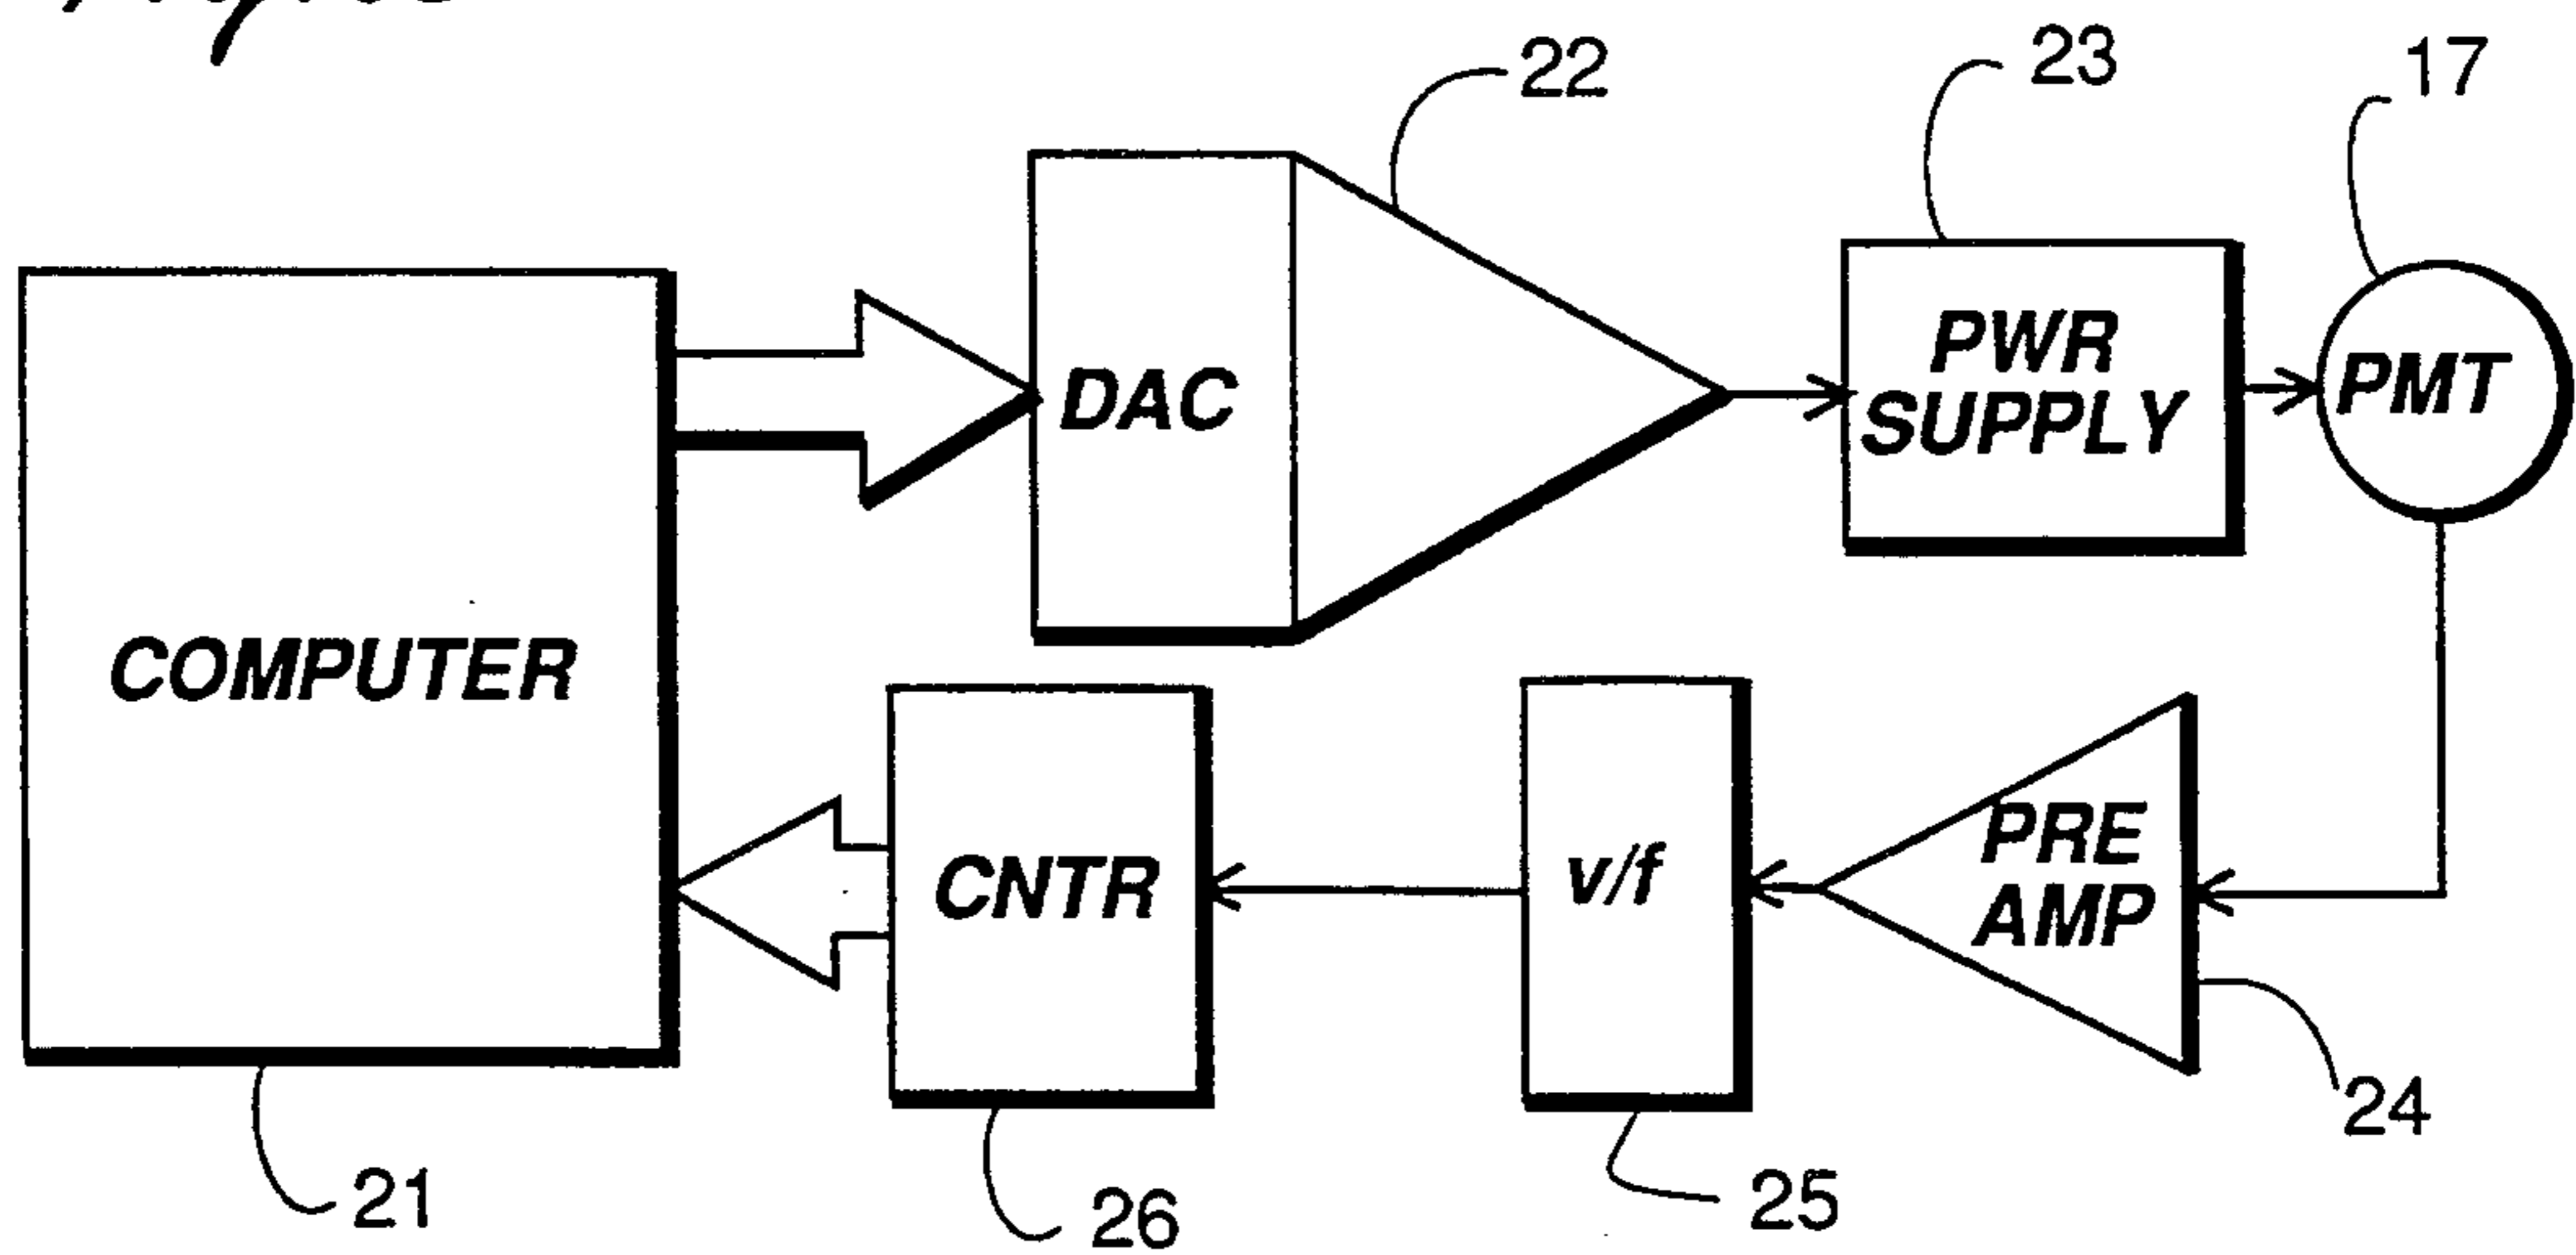 22
23
17
DAC
PWR
SUPPLY
PMT
COMPUTER
CNTR
v/f
PRE
AMP
24
21
26
25